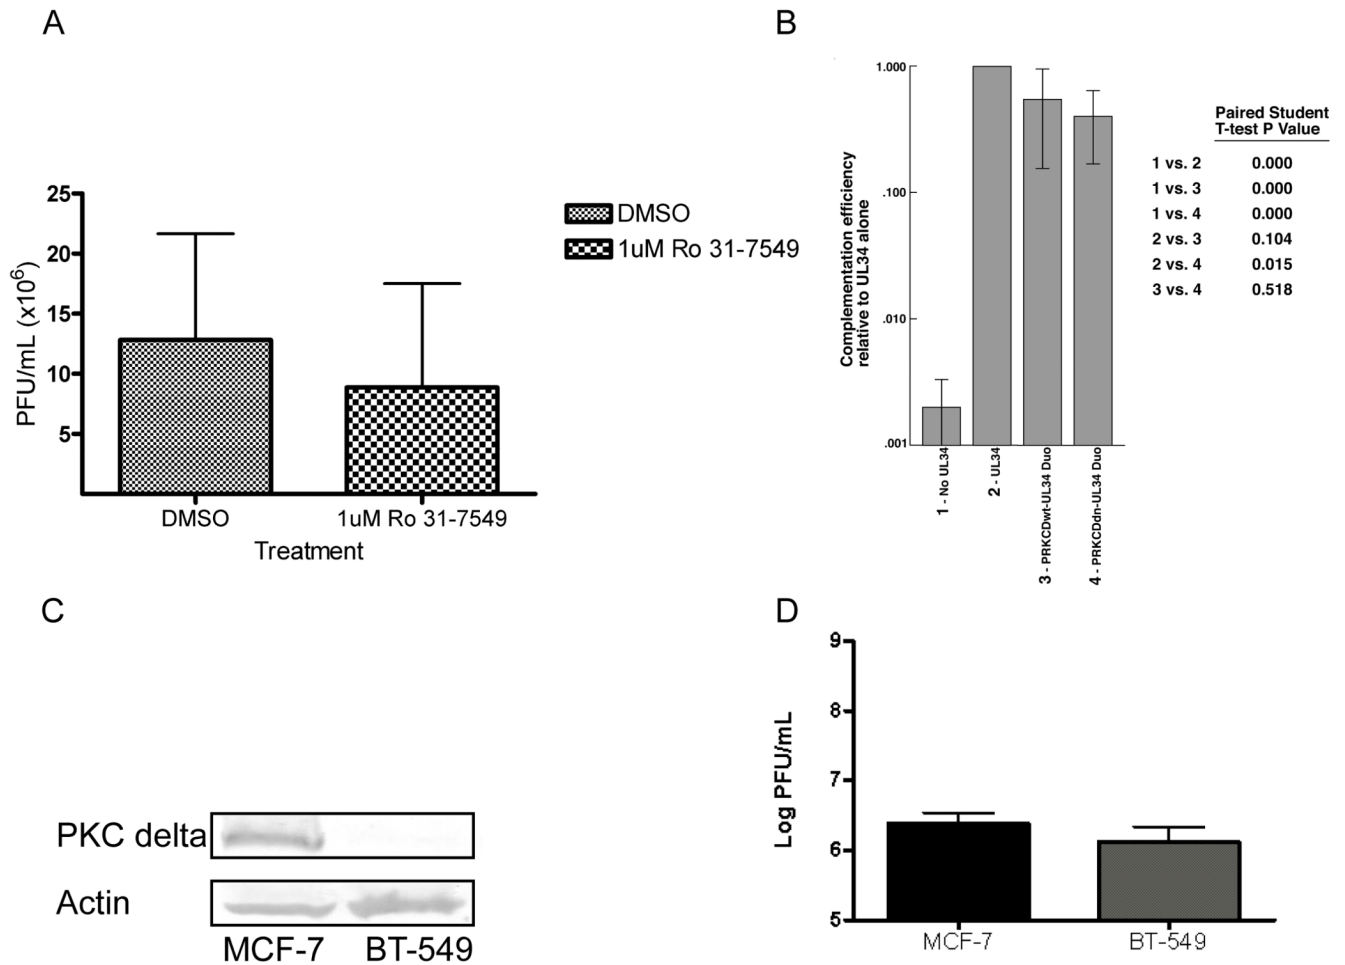 A
25
20
15
10
5
PFU/mL (x10⁶)
DMSO
1uM Ro 31-7549
DMSO
1uM Ro 31-7549
Treatment
B
1.000
.100
.010
.001
Complementation efficiency
relative to UL34 alone
1 - No UL34
2 - UL34
3 - PRKCDwt-UL34 Duo
4 - PRKCDdn-UL34 Duo
Paired Student
T-test P Value
1 vs. 2 0.000
1 vs. 3 0.000
1 vs. 4 0.000
2 vs. 3 0.104
2 vs. 4 0.015
3 vs. 4 0.518
C
PKC delta
Actin
MCF-7 BT-549
D
9
8
7
6
5
Log PFU/mL
MCF-7
BT-549